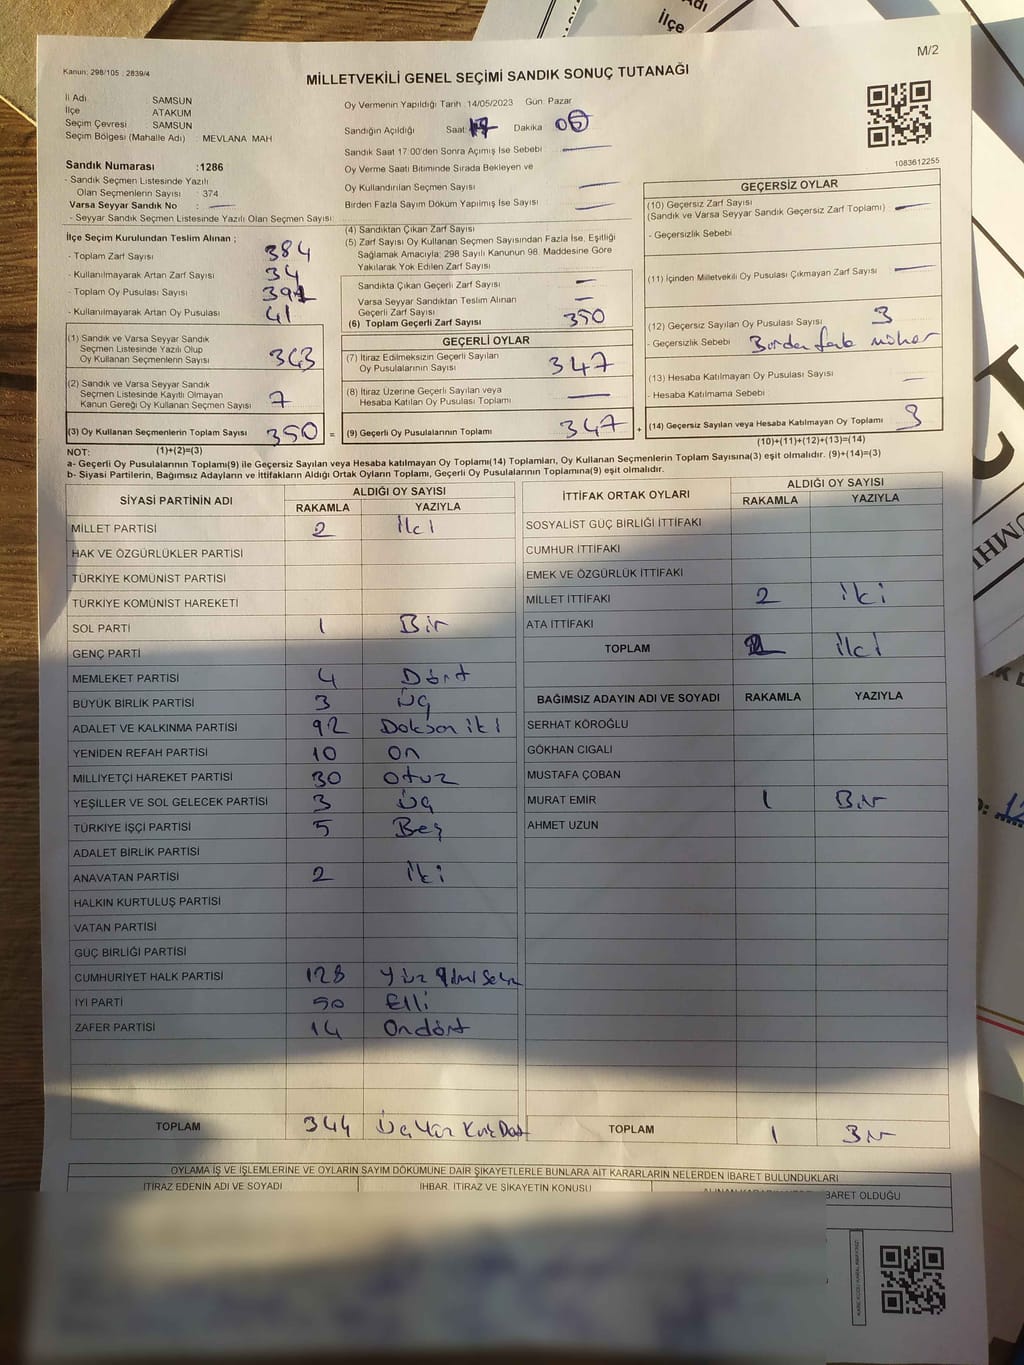 M/2
Kanun: 298/105 : 2839/4
MİLLETVEKİLİ GENEL SEÇİMİ SANDIK SONUÇ TUTANAĞI
İl Adı SAMSUN
İlçe ATAKUM
Seçim Çevresi : SAMSUN
Seçim Bölgesi (Mahalle Adı) : MEVLANA MAH
Sandık Numarası :1286
- Sandık Seçmen Listesinde Yazılı
Olan Seçmenlerin Sayısı : 374
Varsa Seyyar Sandık No :
- Seyyar Sandık Seçmen Listesinde Yazılı Olan Seçmen Sayısı:
Oy Vermenin Yapıldığı Tarih 14/05/2023 Gün: Pazar
Sandığın Açıldığı Saat 17 Dakika 05
Sandık Saat 17:00'den Sonra Açımış İse Sebebi
Oy Verme Saati Bitiminde Sırada Bekleyen ve
Oy Kullandırılan Seçmen Sayısı
Birden Fazla Sayım Döküm Yapılmış İse Sayısı
1083612255
İlçe Seçim Kurulundan Teslim Alınan ;
- Toplam Zarf Sayısı 384
- Kullanılmayarak Artan Zarf Sayısı 34
- Toplam Oy Pusulası Sayısı 391
- Kullanılmayarak Artan Oy Pusulası 41
(1) Sandık ve Varsa Seyyar Sandık
Seçmen Listesinde Yazılı Olup
Oy Kullanan Seçmenlerin Sayısı 343
(2) Sandık ve Varsa Seyyar Sandık
Seçmen Listesinde Kayıtlı Olmayan
Kanun Gereği Oy Kullanan Seçmen Sayısı 7
(3) Oy Kullanan Seçmenlerin Toplam Sayısı 350 =
(4) Sandıktan Çıkan Zarf Sayısı
(5) Zarf Sayısı Oy Kullanan Seçmen Sayısından Fazla İse, Eşitliği
Sağlamak Amacıyla; 298 Sayılı Kanunun 98. Maddesine Göre
Yakılarak Yok Edilen Zarf Sayısı
Sandıkta Çıkan Geçerli Zarf Sayısı
Varsa Seyyar Sandıktan Teslim Alınan
Geçerli Zarf Sayısı
(6) Toplam Geçerli Zarf Sayısı 350
GEÇERLİ OYLAR
(7) İtiraz Edilmeksizin Geçerli Sayılan
Oy Pusulalarının Sayısı 347
(8) İtiraz Üzerine Geçerli Sayılan veya
Hesaba Katılan Oy Pusulası Toplamı
(9) Geçerli Oy Pusulalarının Toplamı 347 +
GEÇERSİZ OYLAR
(10) Geçersiz Zarf Sayısı
(Sandık ve Varsa Seyyar Sandık Geçersiz Zarf Toplamı)
- Geçersizlik Sebebi
(11) İçinden Milletvekili Oy Pusulası Çıkmayan Zarf Sayısı
(12) Geçersiz Sayılan Oy Pusulası Sayısı 3
- Geçersizlik Sebebi Birden fazla mühür
(13) Hesaba Katılmayan Oy Pusulası Sayısı
- Hesaba Katılmama Sebebi
(14) Geçersiz Sayılan veya Hesaba Katılmayan Oy Toplamı 3
NOT: (1)+(2)=(3) (10)+(11)+(12)+(13)=(14)
a- Geçerli Oy Pusulalarının Toplamı(9) ile Geçersiz Sayılan veya Hesaba katılmayan Oy Toplamı(14) Toplamları, Oy Kullanan Seçmenlerin Toplam Sayısına(3) eşit olmalıdır. (9)+(14)=(3)
b- Siyasi Partilerin, Bağımsız Adayların ve İttifakların Aldığı Ortak Oyların Toplamı, Geçerli Oy Pusulalarının Toplamına(9) eşit olmalıdır.
SİYASİ PARTİNİN ADI ALDIĞI OY SAYISI
RAKAMLA YAZIYLA
MİLLET PARTİSİ 2 İki
HAK VE ÖZGÜRLÜKLER PARTİSİ
TÜRKİYE KOMÜNİST PARTİSİ
TÜRKİYE KOMÜNİST HAREKETİ
SOL PARTİ 1 Bir
GENÇ PARTİ
MEMLEKET PARTİSİ 4 Dört
BÜYÜK BİRLİK PARTİSİ 3 Üç
ADALET VE KALKINMA PARTİSİ 92 Doksan iki
YENİDEN REFAH PARTİSİ 10 On
MİLLİYETÇİ HAREKET PARTİSİ 30 Otuz
YEŞİLLER VE SOL GELECEK PARTİSİ 3 Üç
TÜRKİYE İŞÇİ PARTİSİ 5 Beş
ADALET BİRLİK PARTİSİ
ANAVATAN PARTİSİ 2 İki
HALKIN KURTULUŞ PARTİSİ
VATAN PARTİSİ
GÜÇ BİRLİĞİ PARTİSİ
CUMHURİYET HALK PARTİSİ 128 Yüz Yirmi Sekiz
İYİ PARTİ 50 Elli
ZAFER PARTİSİ 14 Ondört
TOPLAM 344 Üç Yüz Kırk Dört
İTTİFAK ORTAK OYLARI ALDIĞI OY SAYISI
RAKAMLA YAZIYLA
SOSYALİST GÜÇ BİRLİĞİ İTTİFAKI
CUMHUR İTTİFAKI
EMEK VE ÖZGÜRLÜK İTTİFAKI
MİLLET İTTİFAKI 2 İki
ATA İTTİFAKI
TOPLAM 2 İki
BAĞIMSIZ ADAYIN ADI VE SOYADI RAKAMLA YAZIYLA
SERHAT KÖROĞLU
GÖKHAN CIGALI
MUSTAFA ÇOBAN
MURAT EMİR 1 Bir
AHMET UZUN
TOPLAM 1 Bir
OYLAMA İŞ VE İŞLEMLERİNE VE OYLARIN SAYIM DÖKÜMÜNE DAİR ŞİKAYETLERLE BUNLARA AİT KARARLARIN NELERDEN İBARET BULUNDUKLARI
İTİRAZ EDENİN ADI VE SOYADI İHBAR, İTİRAZ VE ŞİKAYETİN KONUSU
BARET OLDUĞU